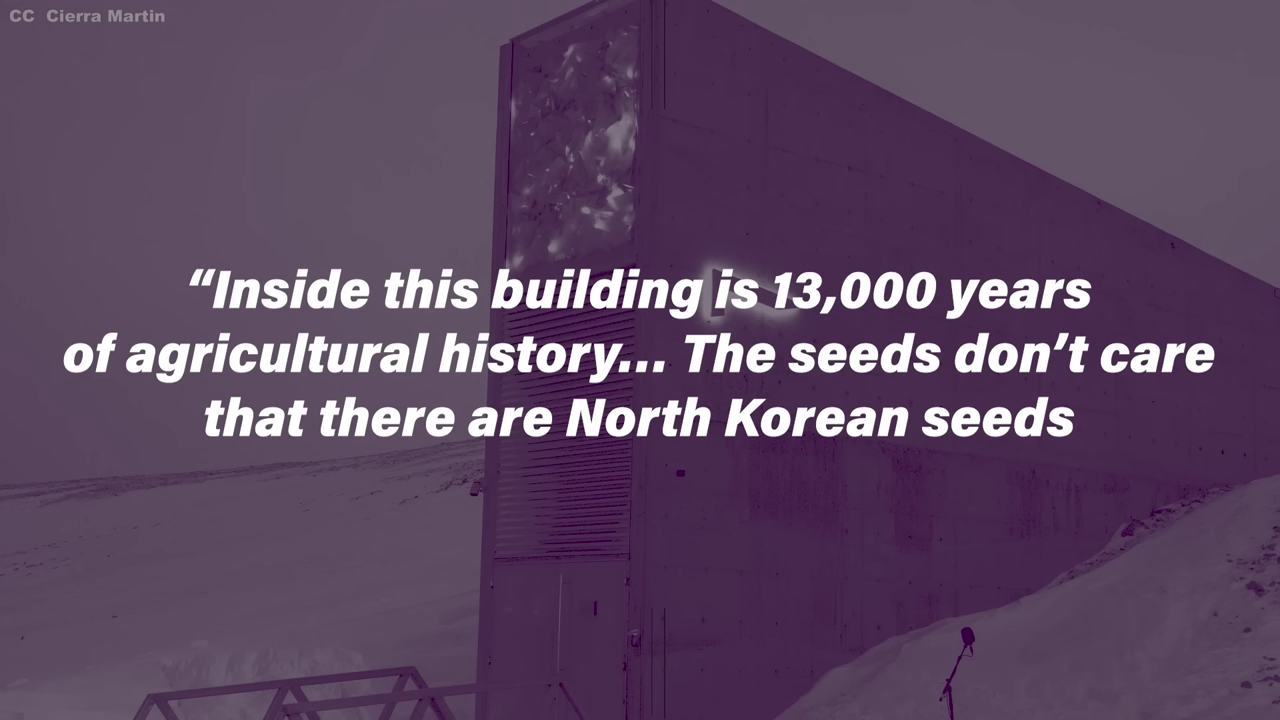 CC Cierra Martin
“Inside this building is 13,000 years
of agricultural history... The seeds don’t care
that there are North Korean seeds